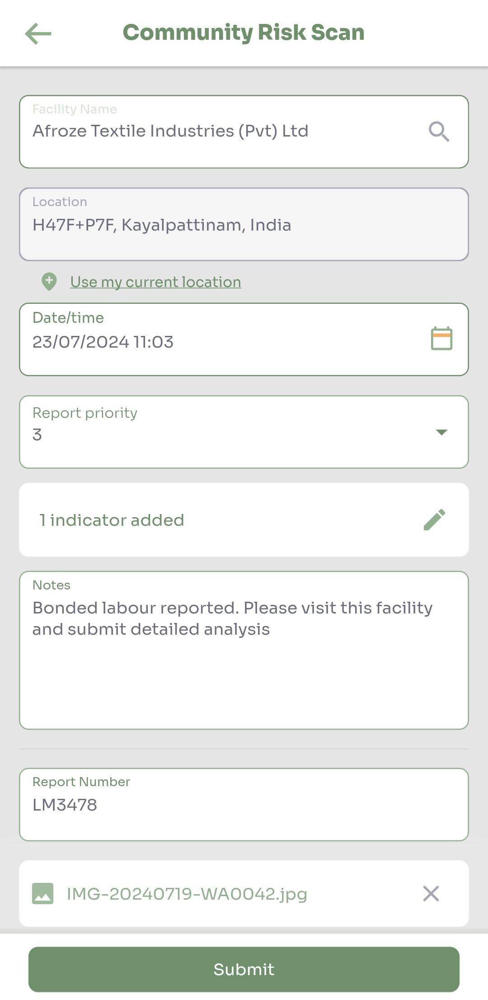 Community Risk Scan
Facility Name
Afroze Textile Industries (Pvt) Ltd
Location
H47F+P7F, Kayalpattinam, India
Use my current location
Date/time
23/07/2024 11:03
Report priority
3
1 indicator added
Notes
Bonded labour reported. Please visit this facility
and submit detailed analysis
Report Number
LM3478
IMG-20240719-WA0042.jpg
Submit